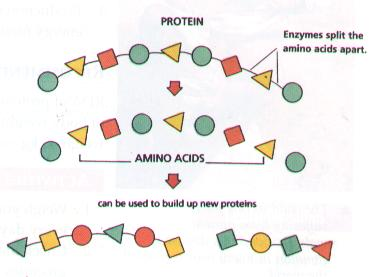 PROTEIN
Enzymes split the
amino acids apart.
AMINO ACIDS
can be used to build up new proteins